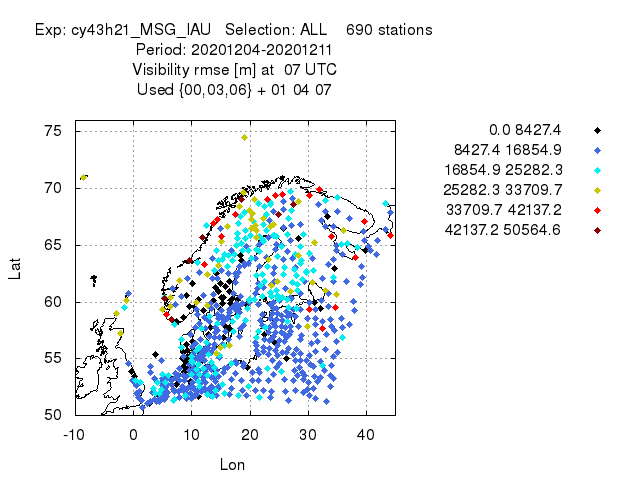 Exp: cy43h21_MSG_IAU   Selection: ALL    690 stations
Period: 20201204-20201211
Visibility rmse [m] at  07 UTC
Used {00,03,06} + 01 04 07
0.0 8427.4
8427.4 16854.9
16854.9 25282.3
25282.3 33709.7
33709.7 42137.2
42137.2 50564.6
75
70
65
60
55
50
Lat
-10 0 10 20 30 40
Lon